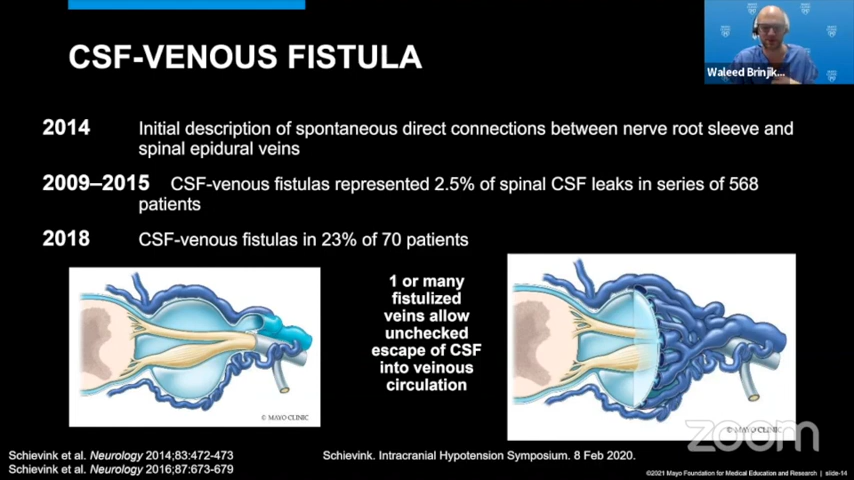 CSF-VENOUS FISTULA
Waleed Brinjik...
2014 Initial description of spontaneous direct connections between nerve root sleeve and
spinal epidural veins
2009–2015 CSF-venous fistulas represented 2.5% of spinal CSF leaks in series of 568
patients
2018 CSF-venous fistulas in 23% of 70 patients
1 or many
fistulized
veins allow
unchecked
escape of CSF
into veinous
circulation
© MAYO CLINIC
© MAYO CLINIC
zoom
Schievink et al. Neurology 2014;83:472-473
Schievink et al. Neurology 2016;87:673-679
Schievink. Intracranial Hypotension Symposium. 8 Feb 2020.
©2021 Mayo Foundation for Medical Education and Research | slide-14